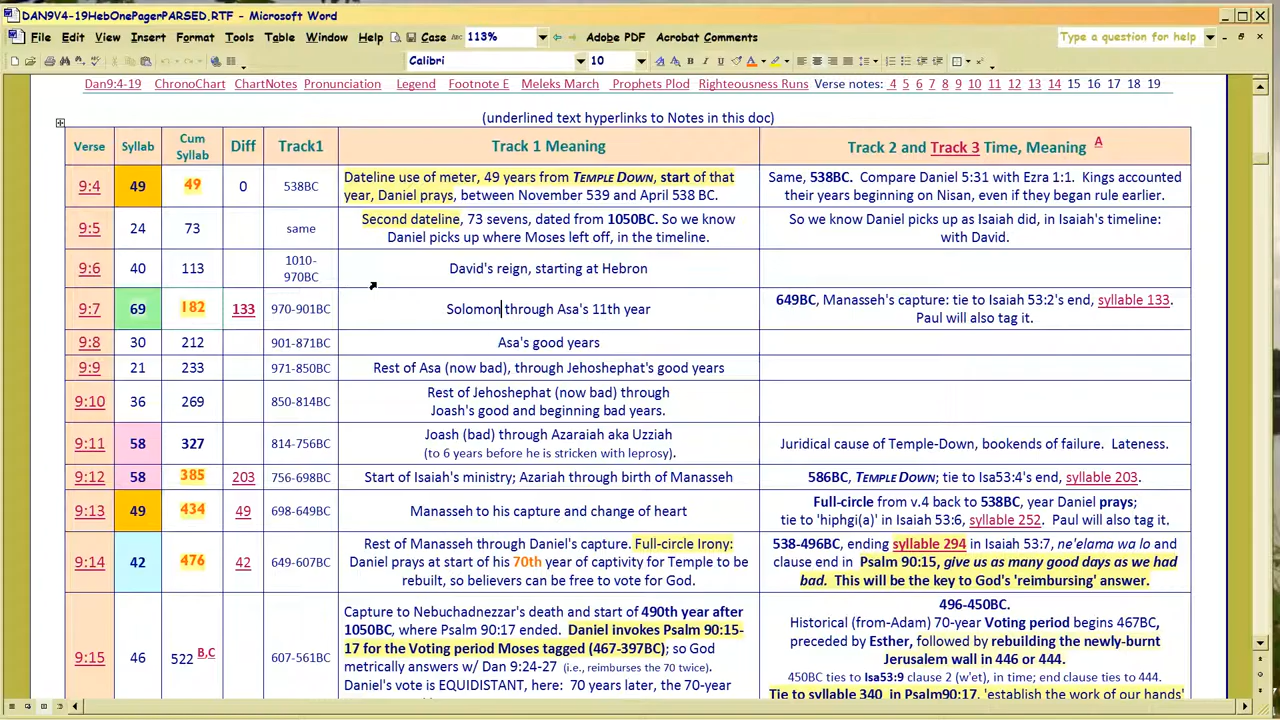 DAN9V4-19HebOnePagerPARSED.RTF - Microsoft Word
File Edit View Insert Format Tools Table Window Help Case 113% Adobe PDF Acrobat Comments Type a question for help
Calibri 10
Dan9:4-19 ChronoChart ChartNotes Pronunciation Legend Footnote E Meleks March Prophets Plod Righteousness Runs Verse notes: 4 5 6 7 8 9 10 11 12 13 14 15 16 17 18 19
(underlined text hyperlinks to Notes in this doc)
Verse Syllab Cum Syllab Diff Track1 Track 1 Meaning Track 2 and Track 3 Time, Meaning A
9:4 49 49 0 538BC
Dateline use of meter, 49 years from TEMPLE DOWN, start of that
year, Daniel prays, between November 539 and April 538 BC.
Same, 538BC. Compare Daniel 5:31 with Ezra 1:1. Kings accounted
their years beginning on Nisan, even if they began rule earlier.
9:5 24 73 same
Second dateline, 73 sevens, dated from 1050BC. So we know
Daniel picks up where Moses left off, in the timeline.
So we know Daniel picks up as Isaiah did, in Isaiah's timeline:
with David.
9:6 40 113 1010-
970BC
David's reign, starting at Hebron
9:7 69 182 133 970-901BC Solomon through Asa's 11th year
649BC, Manasseh's capture: tie to Isaiah 53:2's end, syllable 133.
Paul will also tag it.
9:8 30 212 901-871BC Asa's good years
9:9 21 233 971-850BC Rest of Asa (now bad), through Jehoshephat's good years
9:10 36 269 850-814BC
Rest of Jehoshephat (now bad) through
Joash's good and beginning bad years.
9:11 58 327 814-756BC
Joash (bad) through Azaraiah aka Uzziah
(to 6 years before he is stricken with leprosy).
Juridical cause of Temple-Down, bookends of failure. Lateness.
9:12 58 385 203 756-698BC Start of Isaiah's ministry; Azariah through birth of Manasseh
586BC, TEMPLE DOWN; tie to Isa53:4's end, syllable 203.
9:13 49 434 49 698-649BC Manasseh to his capture and change of heart
Full-circle from v.4 back to 538BC, year Daniel prays;
tie to 'hiphgi(a)' in Isaiah 53:6, syllable 252. Paul will also tag it.
9:14 42 476 42 649-607BC
Rest of Manasseh through Daniel's capture. Full-circle Irony:
Daniel prays at start of his 70th year of captivity for Temple to be
rebuilt, so believers can be free to vote for God.
538-496BC, ending syllable 294 in Isaiah 53:7, ne'elama wa lo and
clause end in Psalm 90:15, give us as many good days as we had
bad. This will be the key to God's 'reimbursing' answer.
9:15 46 522 B,C 607-561BC
Capture to Nebuchadnezzar's death and start of 490th year after
1050BC, where Psalm 90:17 ended. Daniel invokes Psalm 90:15-
17 for the Voting period Moses tagged (467-397BC); so God
metrically answers w/ Dan 9:24-27 (i.e., reimburses the 70 twice).
Daniel's vote is EQUIDISTANT, here: 70 years later, the 70-year
496-450BC.
Historical (from-Adam) 70-year Voting period begins 467BC,
preceded by Esther, followed by rebuilding the newly-burnt
Jerusalem wall in 446 or 444.
450BC ties to Isa53:9 clause 2 (w'et), in time; end clause ties to 444.
Tie to syllable 340 in Psalm90:17, 'establish the work of our hands'